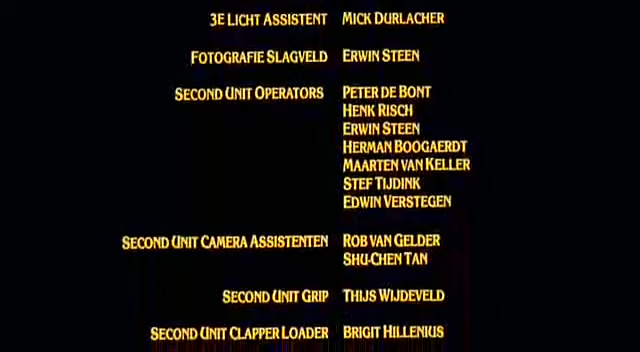 3E LICHT ASSISTENT MICK DURLACHER
FOTOGRAFIE SLAGVELD ERWIN STEEN
SECOND UNIT OPERATORS PETER DE BONT
HENK RISCH
ERWIN STEEN
HERMAN BOOGAERDT
MAARTEN VAN KELLER
STEF TIJDINK
EDWIN VERSTEGEN
SECOND UNIT CAMERA ASSISTENTEN ROB VAN GELDER
SHU-CHEN TAN
SECOND UNIT GRIP THIJS WIJDEVELD
SECOND UNIT CLAPPER LOADER BRIGIT HILLENIUS